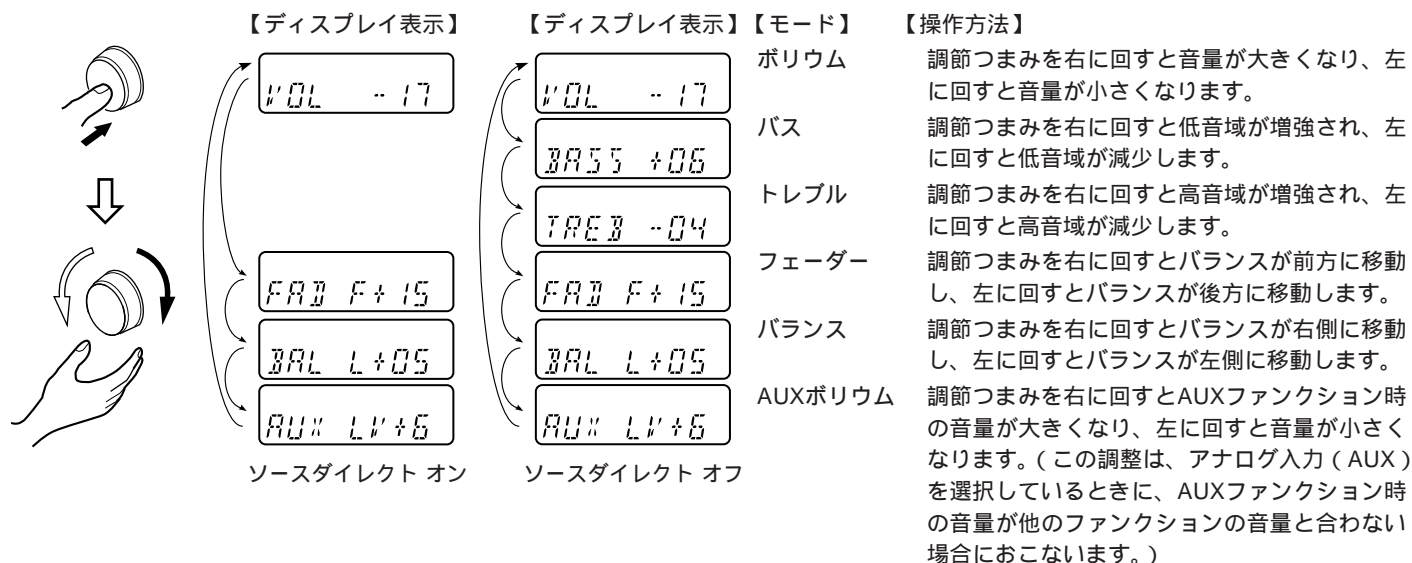 【ディスプレイ表示】 【ディスプレイ表示】 【モード】 【操作方法】
VOL -17
FAD F+15
BAL L+05
AUX LV+6
ソースダイレクト オン
VOL -17
BASS +06
TREB -04
FAD F+15
BAL L+05
AUX LV+6
ソースダイレクト オフ
ボリウム
調節つまみを右に回すと音量が大きくなり、左
に回すと音量が小さくなります。
バス
調節つまみを右に回すと低音域が増強され、左
に回すと低音域が減少します。
トレブル
調節つまみを右に回すと高音域が増強され、左
に回すと高音域が減少します。
フェーダー
調節つまみを右に回すとバランスが前方に移動
し、左に回すとバランスが後方に移動します。
バランス
調節つまみを右に回すとバランスが右側に移動
し、左に回すとバランスが左側に移動します。
AUXボリウム
調節つまみを右に回すとAUXファンクション時
の音量が大きくなり、左に回すと音量が小さく
なります。(この調整は、アナログ入力(AUX)
を選択しているときに、AUXファンクション時
の音量が他のファンクションの音量と合わない
場合におこないます。)